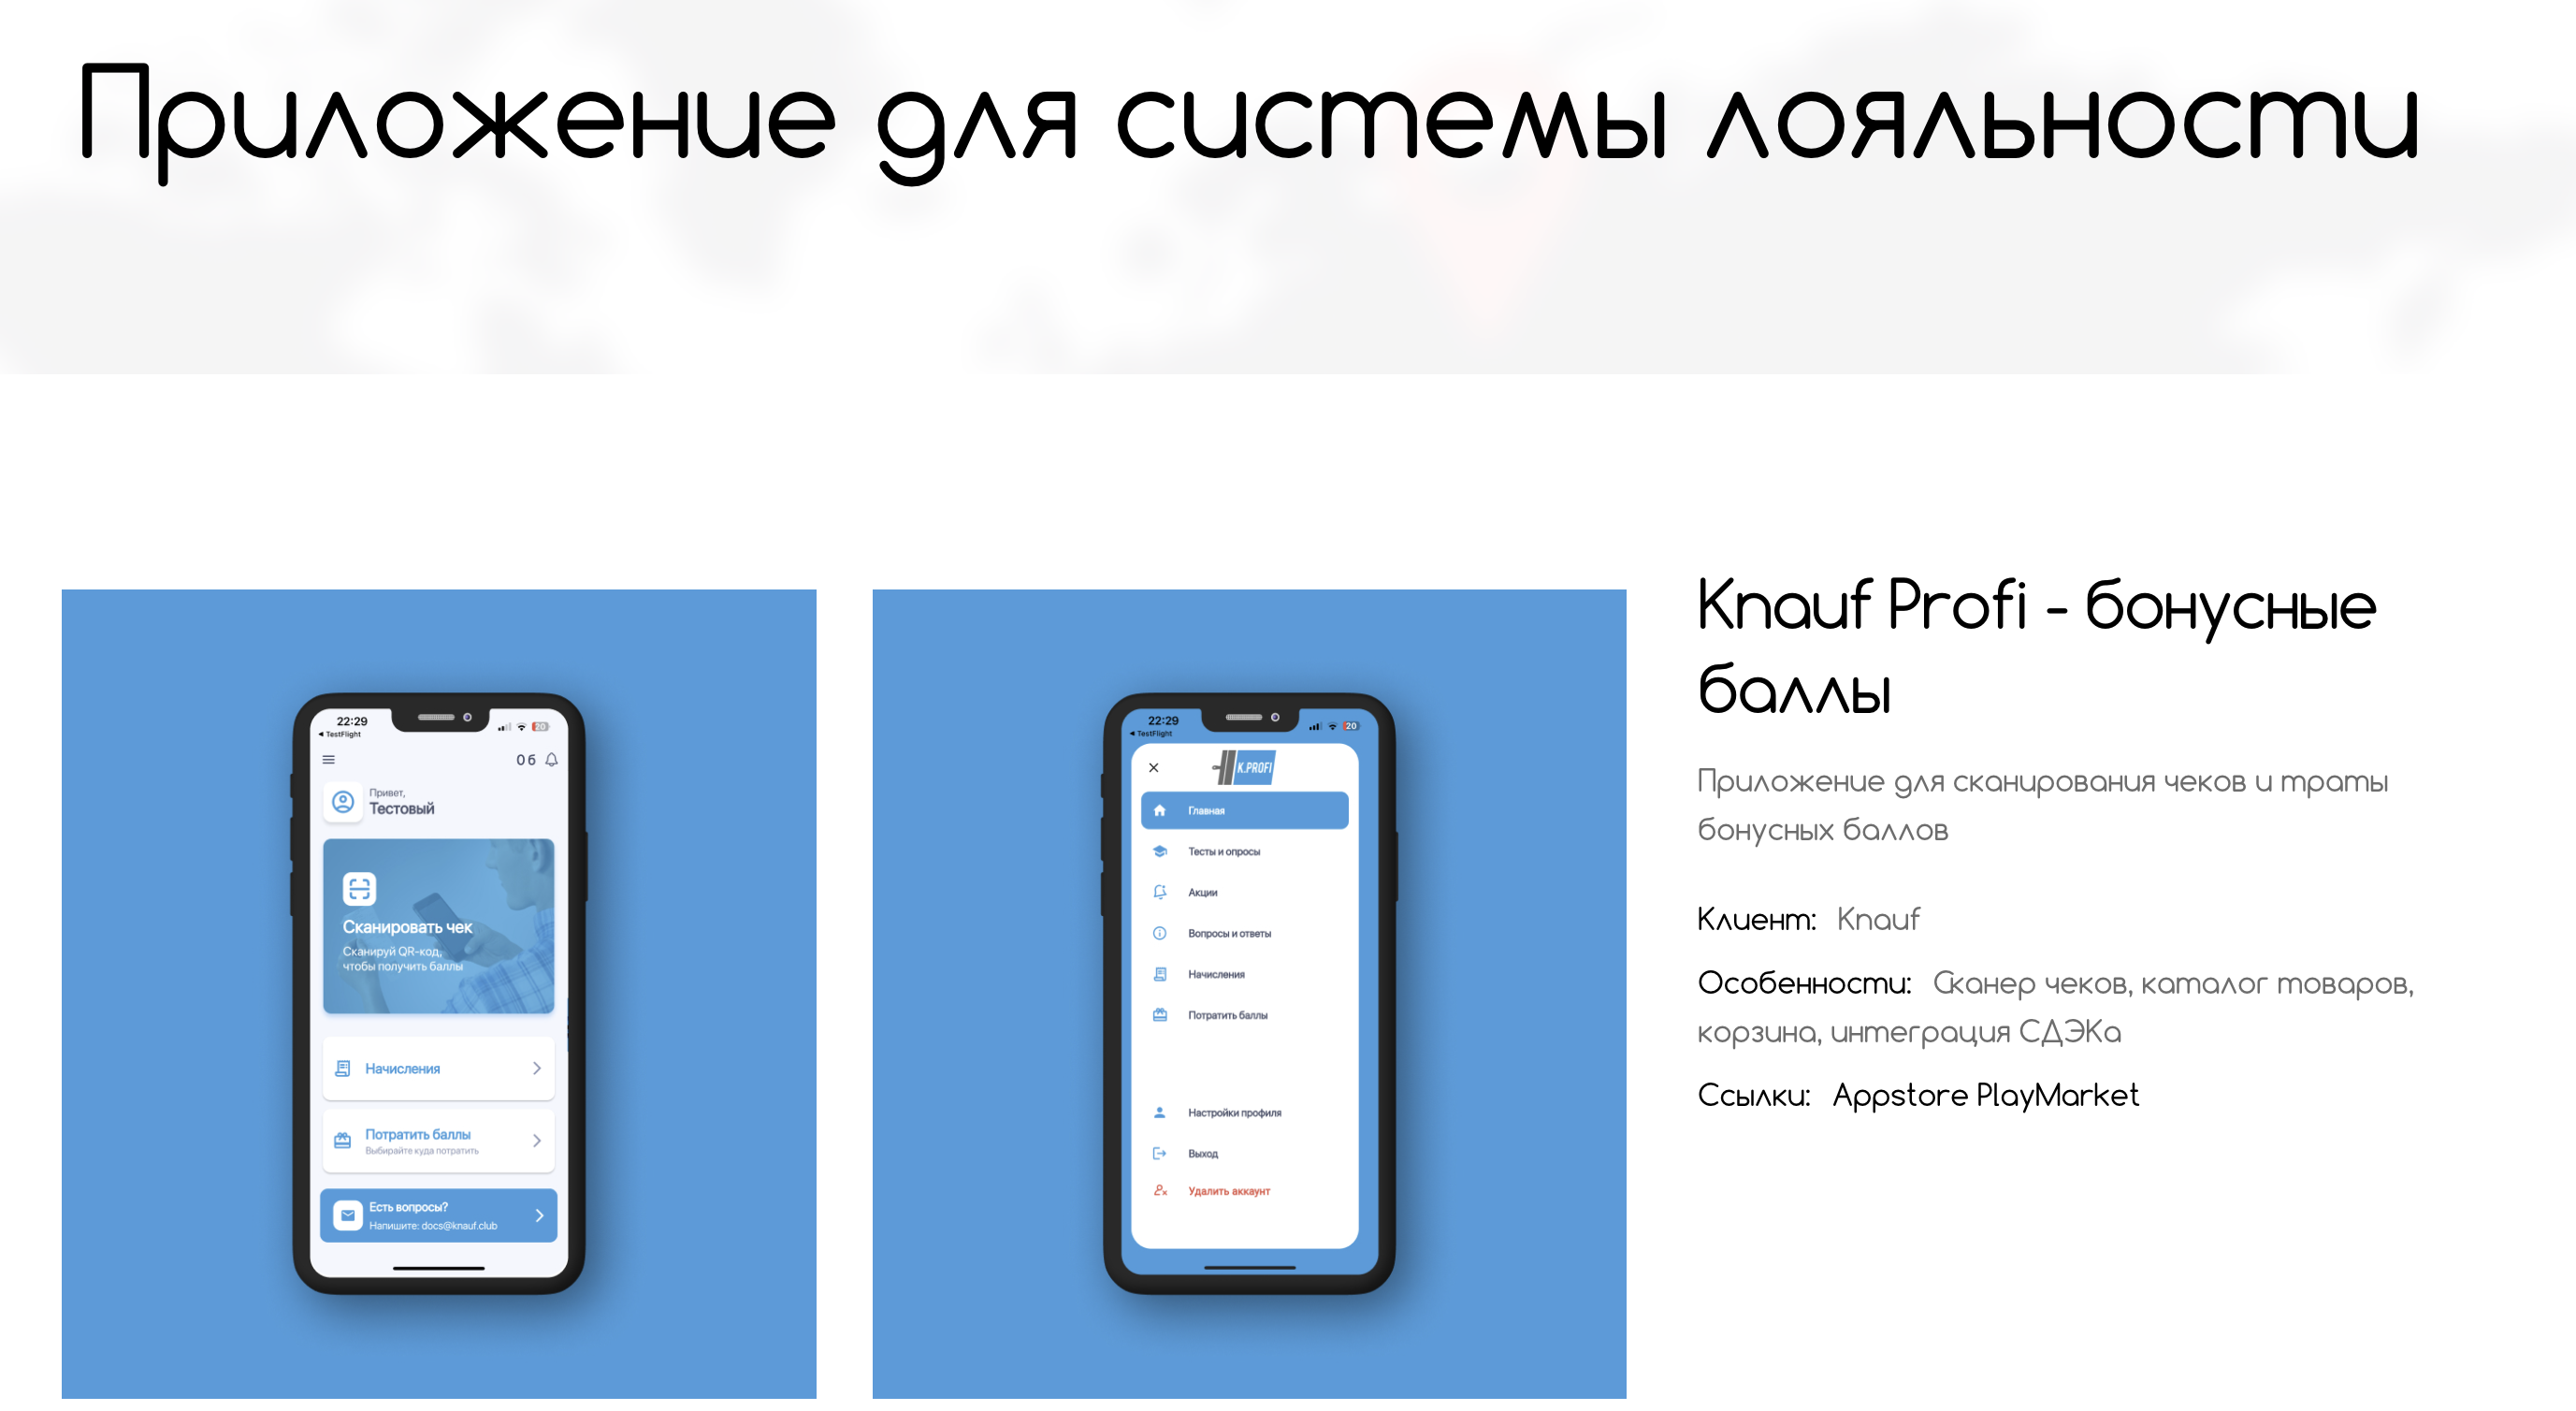 Приложение для системы лояльности
22:29
TestFlight
20
0 б
Привет,
Тестовый
Сканировать чек
Сканируй QR-код,
чтобы получить баллы
Начисления
Потратить баллы
Выбирайте куда потратить
Есть вопросы?
Напишите: docs@knauf.club
22:29
TestFlight
20
K.PROFI
Главная
Тесты и опросы
Акции
Вопросы и ответы
Начисления
Потратить баллы
Настройки профиля
Выход
Удалить аккаунт
Knauf Profi - бонусные
баллы
Приложение для сканирования чеков и траты
бонусных баллов
Клиент: Knauf
Особенности: Сканер чеков, каталог товаров,
корзина, интеграция СДЭКа
Ссылки: Appstore PlayMarket